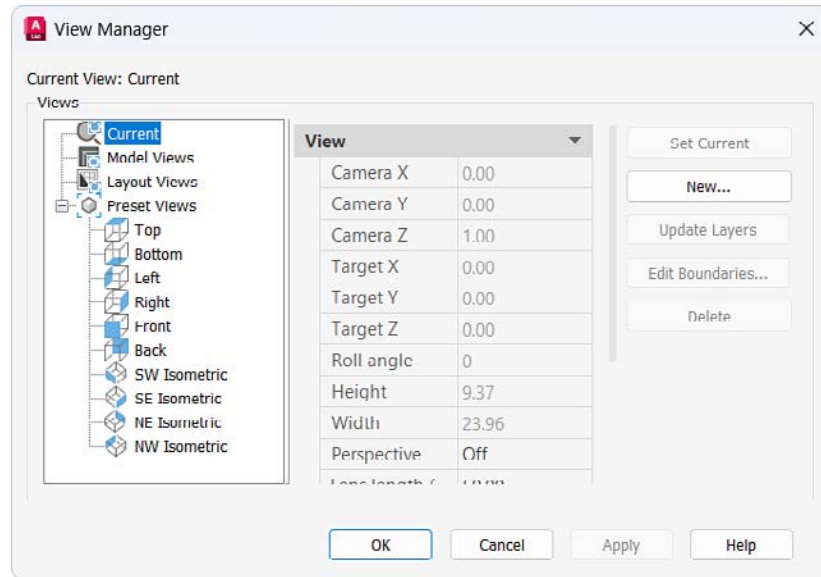 View Manager
Current View: Current
Views
Current
Model Views
Layout Views
Preset Views
Top
Bottom
Left
Right
Front
Back
SW Isometric
SE Isometric
NE Isometric
NW Isometric
View
Camera X 0.00
Camera Y 0.00
Camera Z 1.00
Target X 0.00
Target Y 0.00
Target Z 0.00
Roll angle 0
Height 9.37
Width 23.96
Perspective Off
Lens length (
Set Current
New...
Update Layers
Edit Boundaries...
Delete
OK Cancel Apply Help